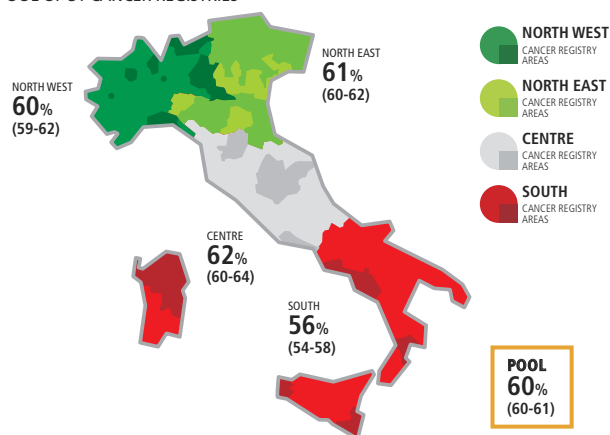 NORTH WEST
60%
(59-62)
NORTH EAST
61%
(60-62)
CENTRE
62%
(60-64)
SOUTH
56%
(54-58)
NORTH WEST
CANCER REGISTRY
AREAS
NORTH EAST
CANCER REGISTRY
AREAS
CENTRE
CANCER REGISTRY
AREAS
SOUTH
CANCER REGISTRY
AREAS
POOL
60%
(60-61)